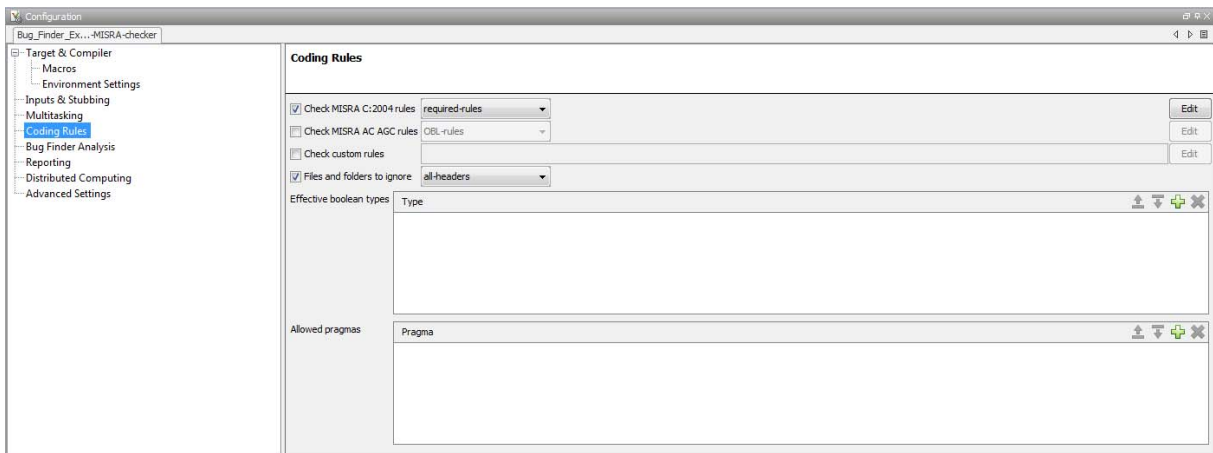 Configuration
Bug_Finder_Ex...-MISRA-checker
Target & Compiler
Macros
Environment Settings
Inputs & Stubbing
Multitasking
Coding Rules
Bug Finder Analysis
Reporting
Distributed Computing
Advanced Settings
Coding Rules
Check MISRA C:2004 rules required-rules Edit
Check MISRA AC AGC rules OBL-rules Edit
Check custom rules Edit
Files and folders to ignore all-headers
Effective boolean types Type
Allowed pragmas Pragma